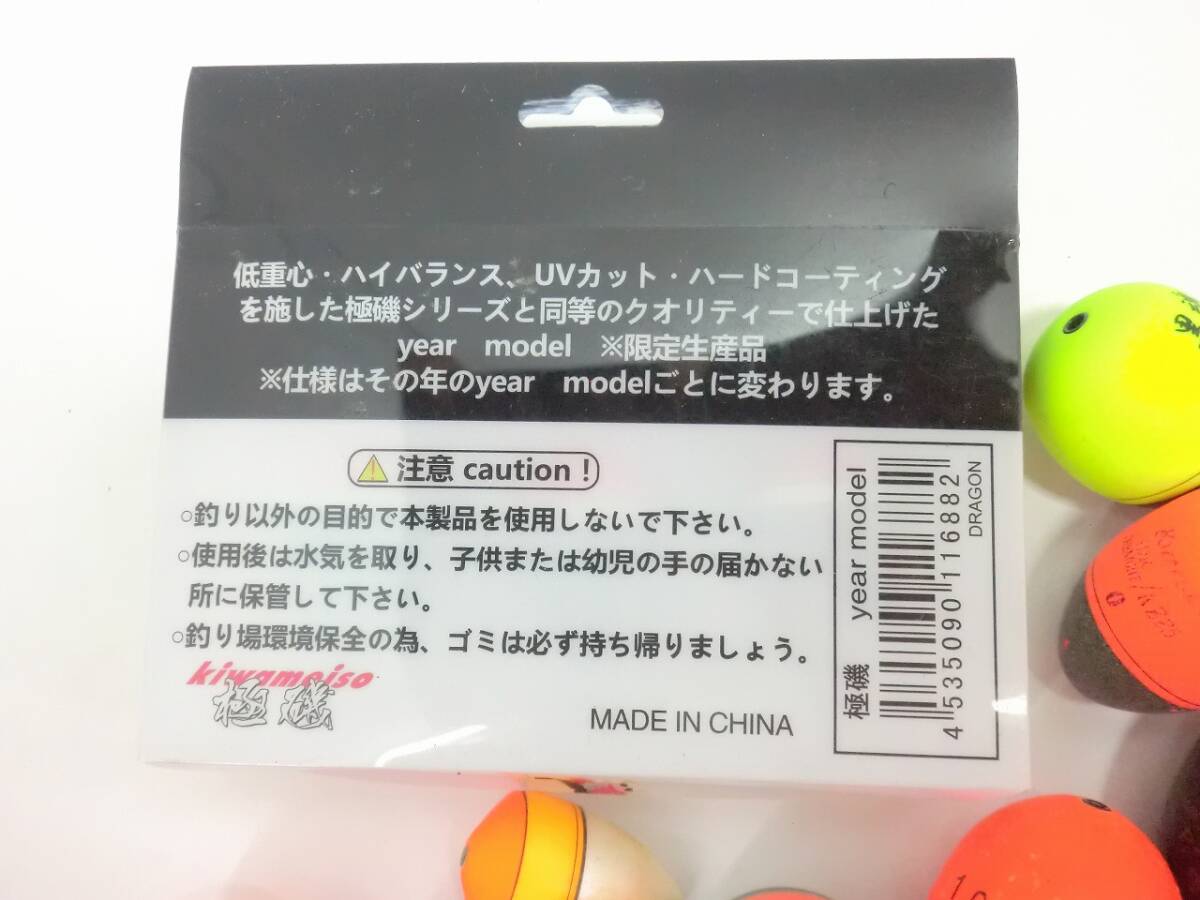 低重心・ハイバランス、UVカット・ハードコーティング
を施した極磯シリーズと同等のクオリティーで仕上げた
year model ※限定生産品
※仕様はその年のyear modelごとに変わります。
注意 caution !
○釣り以外の目的で本製品を使用しないで下さい。
○使用後は水気を取り、子供または幼児の手の届かない
所に保管して下さい。
○釣り場環境保全の為、ゴミは必ず持ち帰りましょう。
kiwamoiso
極磯
MADE IN CHINA
極磯 year model
4 535090 116882
DRAGON